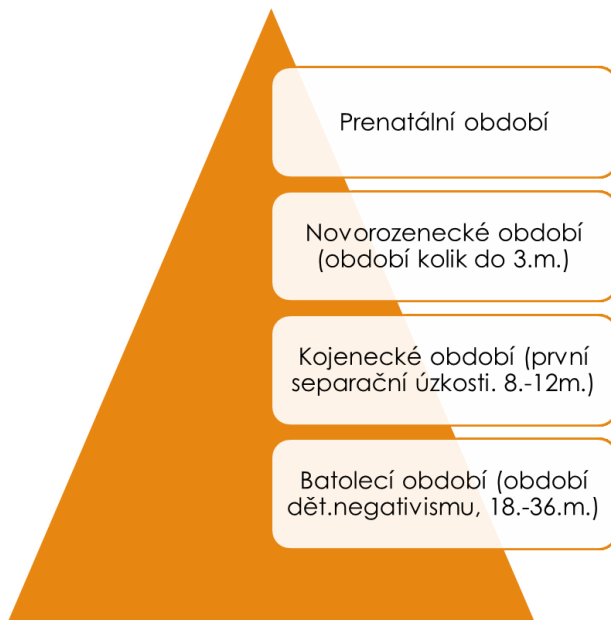 Prenatální období
Novorozenecké období
(období kolik do 3.m.)
Kojenecké období (první
separační úzkosti. 8.-12m.)
Batolecí období (období
dět.negativismu, 18.-36.m.)